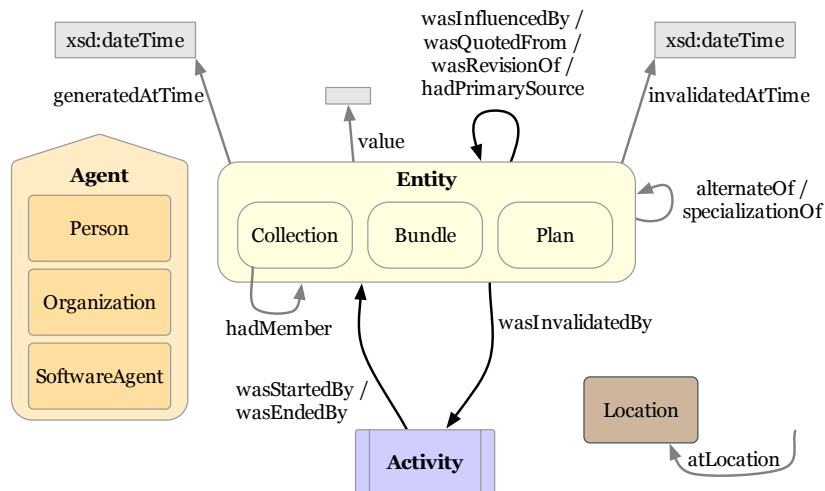 xsd:dateTime
wasInfluencedBy /
wasQuotedFrom /
wasRevisionOf /
hadPrimarySource
xsd:dateTime
generatedAtTime
value
invalidatedAtTime
Agent
Person
Organization
SoftwareAgent
Entity
Collection
Bundle
Plan
alternateOf /
specializationOf
hadMember
wasInvalidatedBy
wasStartedBy /
wasEndedBy
Activity
Location
atLocation